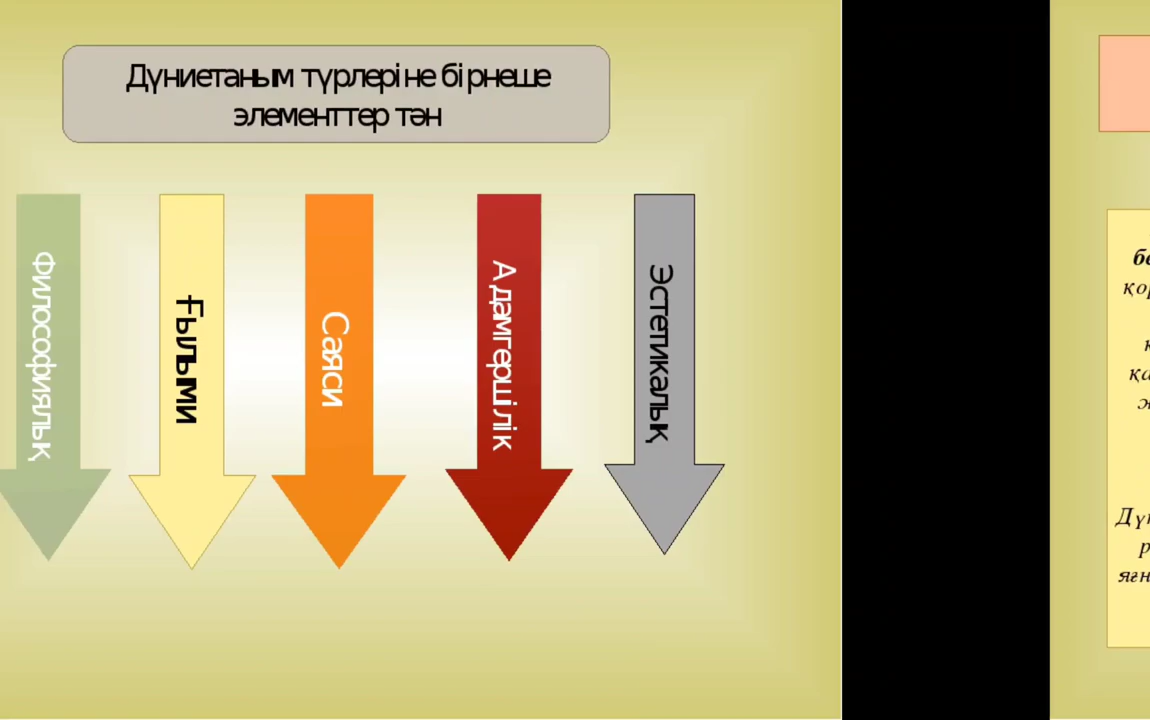 Дүниетаным түрлеріне бірнеше
элементтер тән
Философиялық
Ғылыми
Саяси
Адамгершілік
Эстетикалық